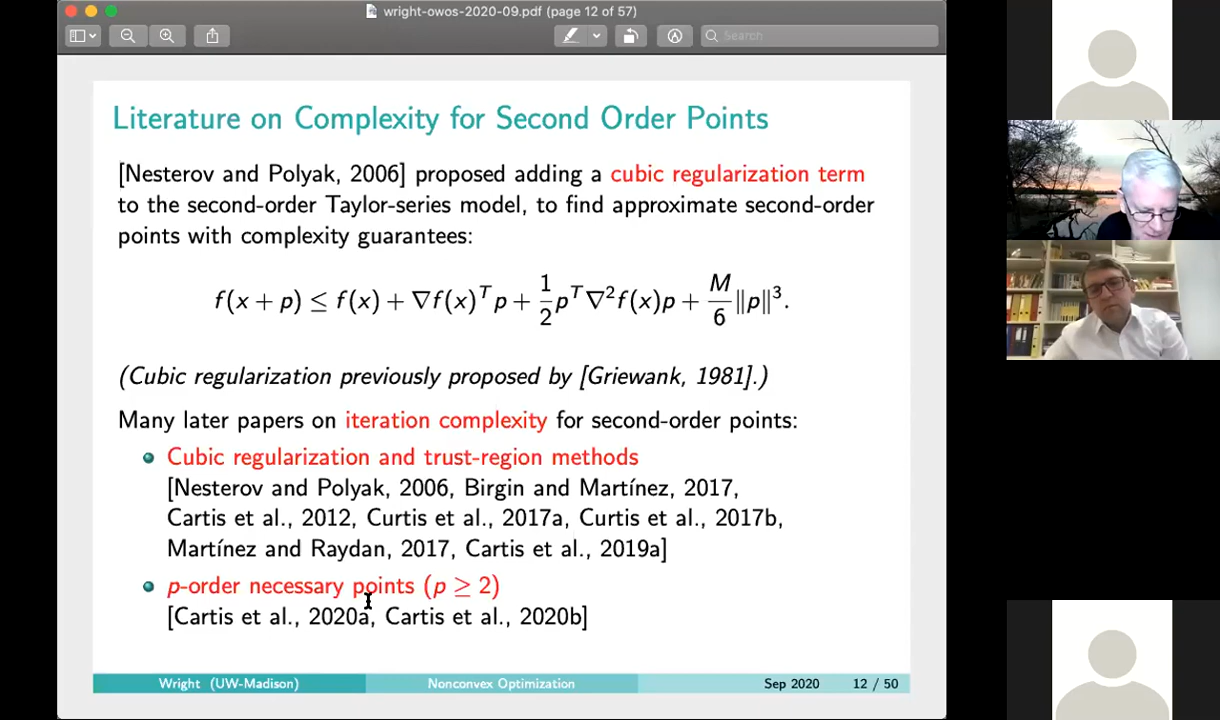 wright-owos-2020-09.pdf (page 12 of 57)
Search
Literature on Complexity for Second Order Points
[Nesterov and Polyak, 2006] proposed adding a cubic regularization term
to the second-order Taylor-series model, to find approximate second-order
points with complexity guarantees:
f(x + p) ≤ f(x) + ∇f(x)ᵀp + 1/2 pᵀ∇²f(x)p + M/6 ‖p‖³.
(Cubic regularization previously proposed by [Griewank, 1981].)
Many later papers on iteration complexity for second-order points:
Cubic regularization and trust-region methods
[Nesterov and Polyak, 2006, Birgin and Martínez, 2017,
Cartis et al., 2012, Curtis et al., 2017a, Curtis et al., 2017b,
Martínez and Raydan, 2017, Cartis et al., 2019a]
p-order necessary points (p ≥ 2)
[Cartis et al., 2020a, Cartis et al., 2020b]
Wright (UW-Madison) Nonconvex Optimization Sep 2020 12 / 50